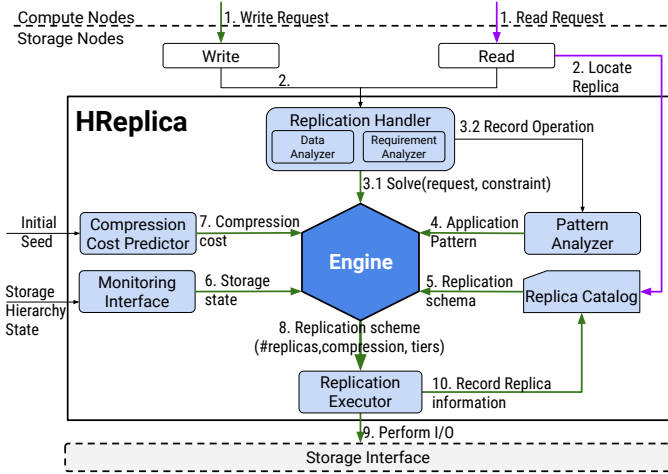 Compute Nodes
1. Write Request
1. Read Request
Storage Nodes
Write
Read
2.
2. Locate
Replica
HReplica
Replication Handler
Data
Analyzer
Requirement
Analyzer
3.2 Record Operation
3.1 Solve(request, constraint)
Initial
Seed
Compression
Cost Predictor
7. Compression
cost
4. Application
Pattern
Pattern
Analyzer
Engine
Storage
Hierarchy
State
Monitoring
Interface
6. Storage
state
5. Replication
schema
Replica Catalog
8. Replication scheme
(#replicas,compression, tiers)
Replication
Executor
10. Record Replica
information
9. Perform I/O
Storage Interface